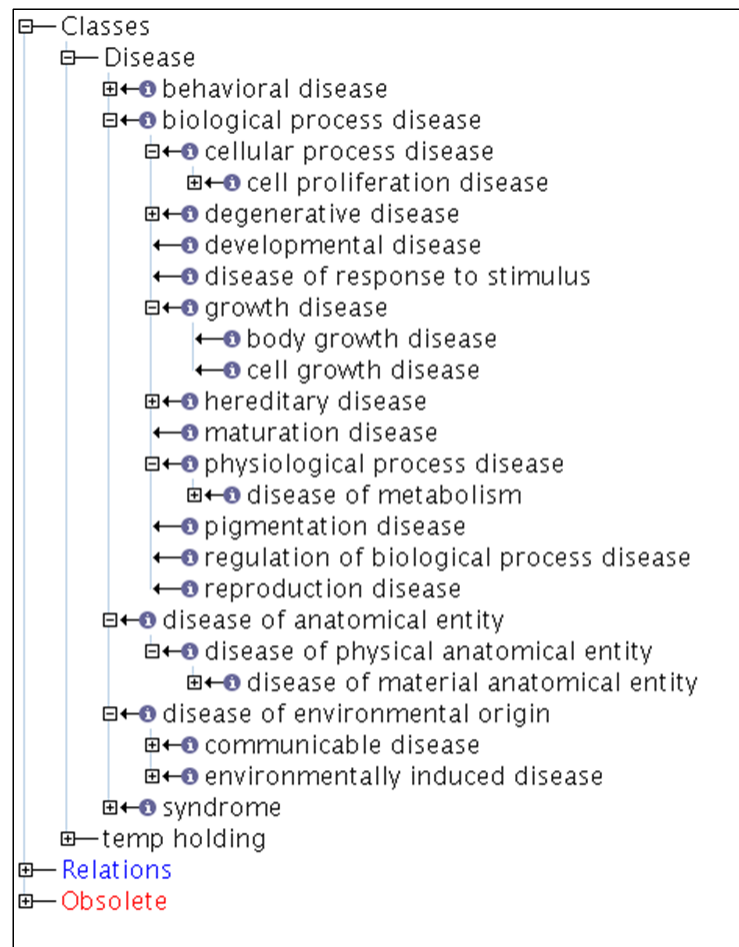 Classes
Disease
behavioral disease
biological process disease
cellular process disease
cell proliferation disease
degenerative disease
developmental disease
disease of response to stimulus
growth disease
body growth disease
cell growth disease
hereditary disease
maturation disease
physiological process disease
disease of metabolism
pigmentation disease
regulation of biological process disease
reproduction disease
disease of anatomical entity
disease of physical anatomical entity
disease of material anatomical entity
disease of environmental origin
communicable disease
environmentally induced disease
syndrome
temp holding
Relations
Obsolete